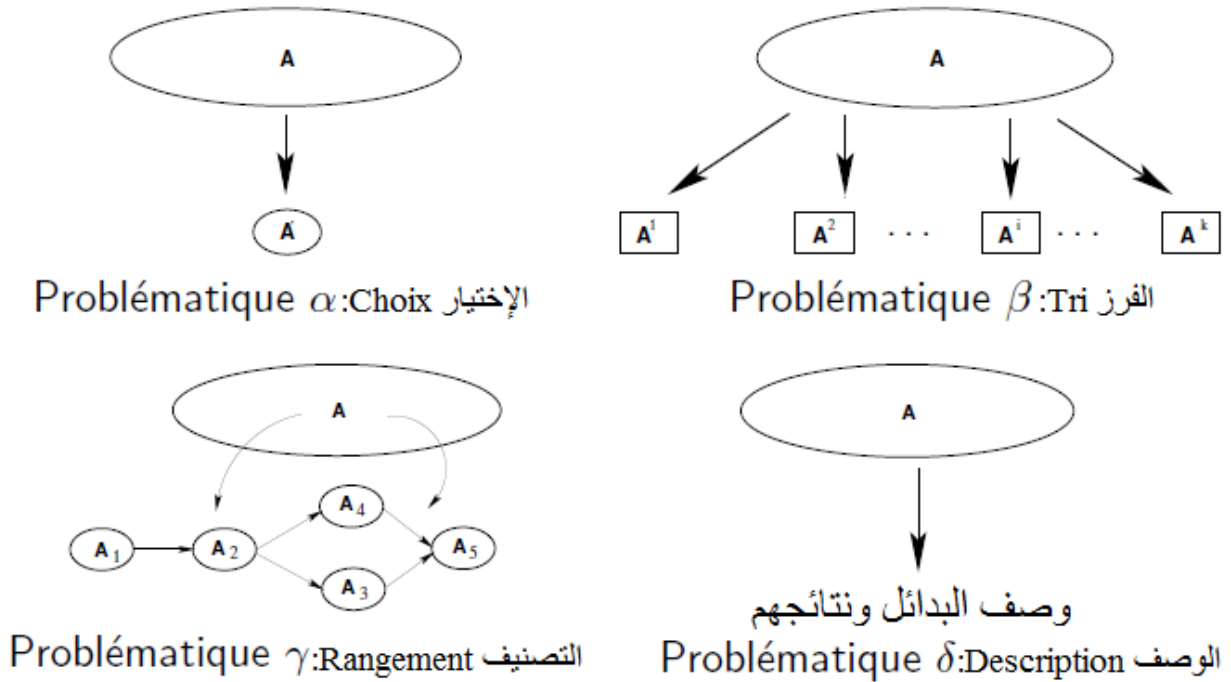 A
A'
Problématique α:Choix الإختيار
A
A¹
A²
. . .
Aⁱ
. . .
Aᵏ
Problématique β:Tri الفرز
A
A₁
A₂
A₄
A₃
A₅
Problématique γ:Rangement التصنيف
A
وصف البدائل ونتائجهم
Problématique δ:Description الوصف